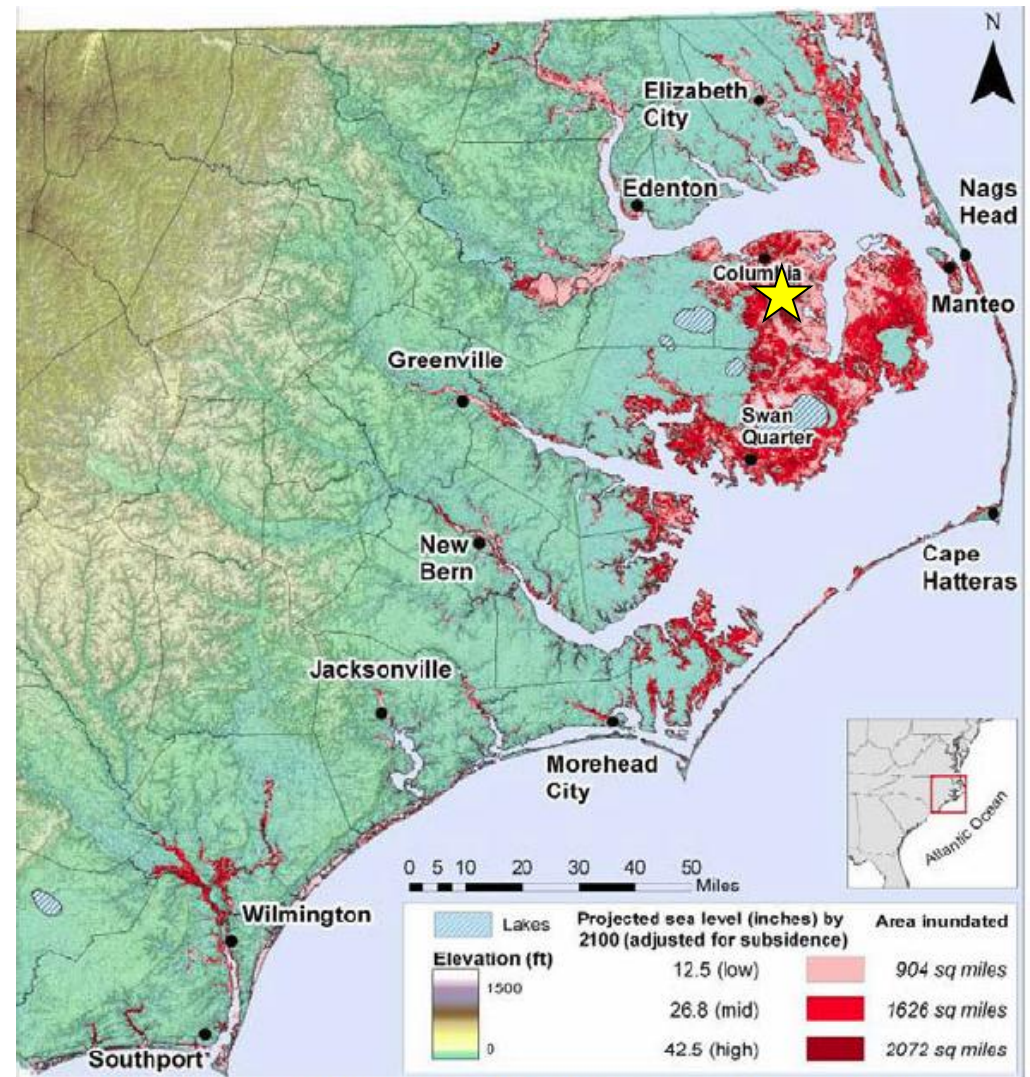 N
Elizabeth
City
Edenton
Nags
Head
Columbia
Manteo
Greenville
Swan
Quarter
New
Bern
Cape
Hatteras
Jacksonville
Morehead
City
Atlantic Ocean
0 5 10 20 30 40 50
Miles
Wilmington
Southport
Lakes
Elevation (ft)
1500
0
Projected sea level (inches) by
2100 (adjusted for subsidence)
Area inundated
12.5 (low) 904 sq miles
26.8 (mid) 1626 sq miles
42.5 (high) 2072 sq miles